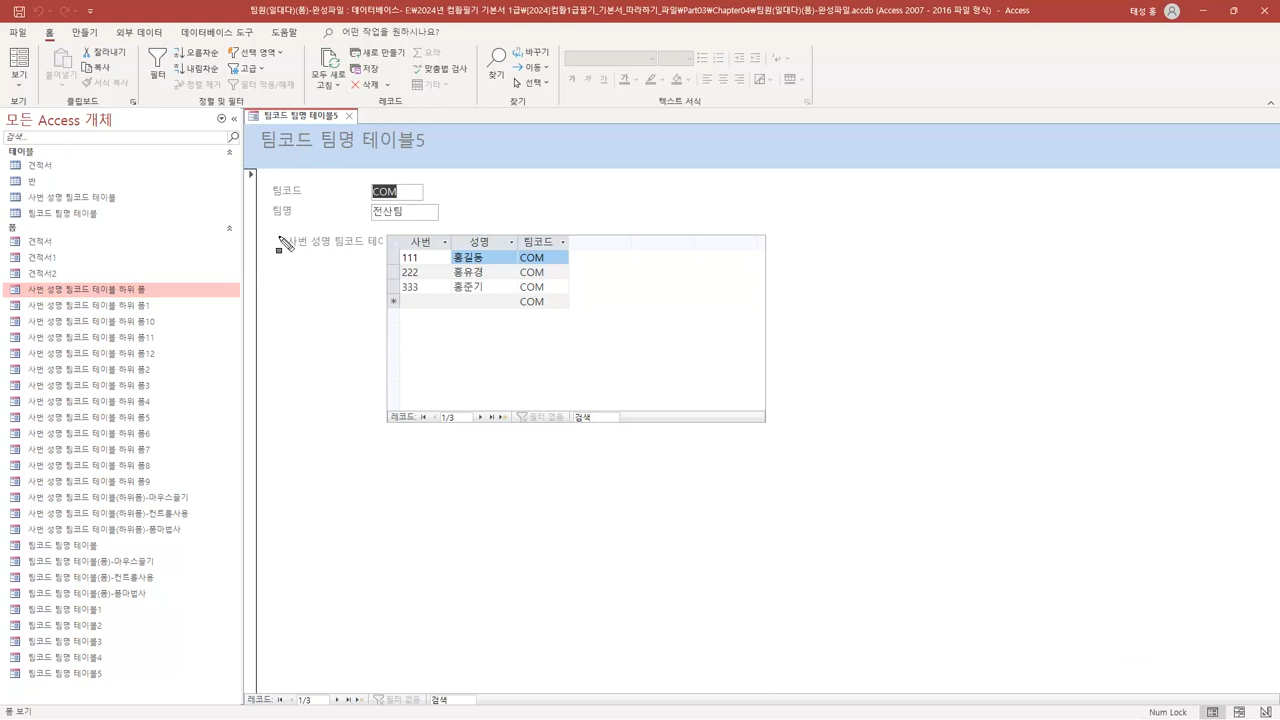 팀원(일대다)(폼)-완성파일 : 데이터베이스- E:₩2024년 컴활 기본서 1급₩[2024]컴활1급필기_기본서_따라하기_파일₩Part03₩Chapter04₩팀원(일대다)(폼)-완성파일.accdb (Access 2007 - 2016 파일 형식) - Access
태성 홍
파일 홈 만들기 외부 데이터 데이터베이스 도구 도움말 어떤 작업을 원하시나요?
보기
붙여넣기
잘라내기
복사
서식 복사
필터
오름차순
내림차순
정렬 제거
선택 영역
고급
필터 적용/해제
모두 새로 고침
새로 만들기
저장
삭제
요약
맞춤법 검사
기타
찾기
바꾸기
이동
선택
가 가 가 가
보기 클립보드 정렬 및 필터 레코드 찾기 텍스트 서식
모든 Access 개체
검색...
테이블
견적서
반
사번 성명 팀코드 테이블
팀코드 팀명 테이블
폼
견적서
견적서1
견적서2
사번 성명 팀코드 테이블 하위 폼
사번 성명 팀코드 테이블 하위 폼1
사번 성명 팀코드 테이블 하위 폼10
사번 성명 팀코드 테이블 하위 폼11
사번 성명 팀코드 테이블 하위 폼12
사번 성명 팀코드 테이블 하위 폼2
사번 성명 팀코드 테이블 하위 폼3
사번 성명 팀코드 테이블 하위 폼4
사번 성명 팀코드 테이블 하위 폼5
사번 성명 팀코드 테이블 하위 폼6
사번 성명 팀코드 테이블 하위 폼7
사번 성명 팀코드 테이블 하위 폼8
사번 성명 팀코드 테이블 하위 폼9
사번 성명 팀코드 테이블(하위폼)-마우스끌기
사번 성명 팀코드 테이블(하위폼)-컨트롤사용
사번 성명 팀코드 테이블(하위폼)-폼마법사
팀코드 팀명 테이블
팀코드 팀명 테이블(폼)-마우스끌기
팀코드 팀명 테이블(폼)-컨트롤사용
팀코드 팀명 테이블(폼)-폼마법사
팀코드 팀명 테이블1
팀코드 팀명 테이블2
팀코드 팀명 테이블3
팀코드 팀명 테이블4
팀코드 팀명 테이블5
팀코드 팀명 테이블5
팀코드 팀명 테이블5
팀코드 COM
팀명 전산팀
사번 성명 팀코드 테이
사번 성명 팀코드
111 홍길동 COM
222 홍유경 COM
333 홍준기 COM
COM
레코드: 1/3 필터 없음 검색
레코드: 1/3 필터 없음 검색
폼 보기 Num Lock